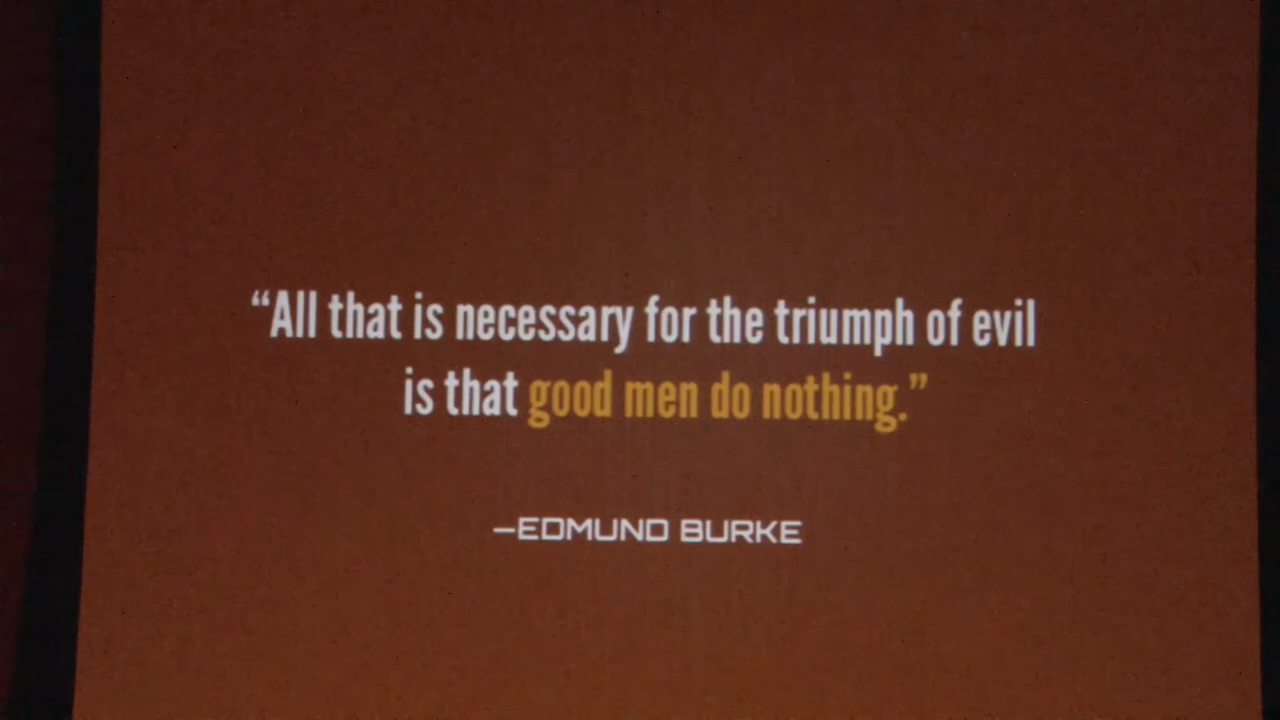 “All that is necessary for the triumph of evil
is that good men do nothing.”
–EDMUND BURKE